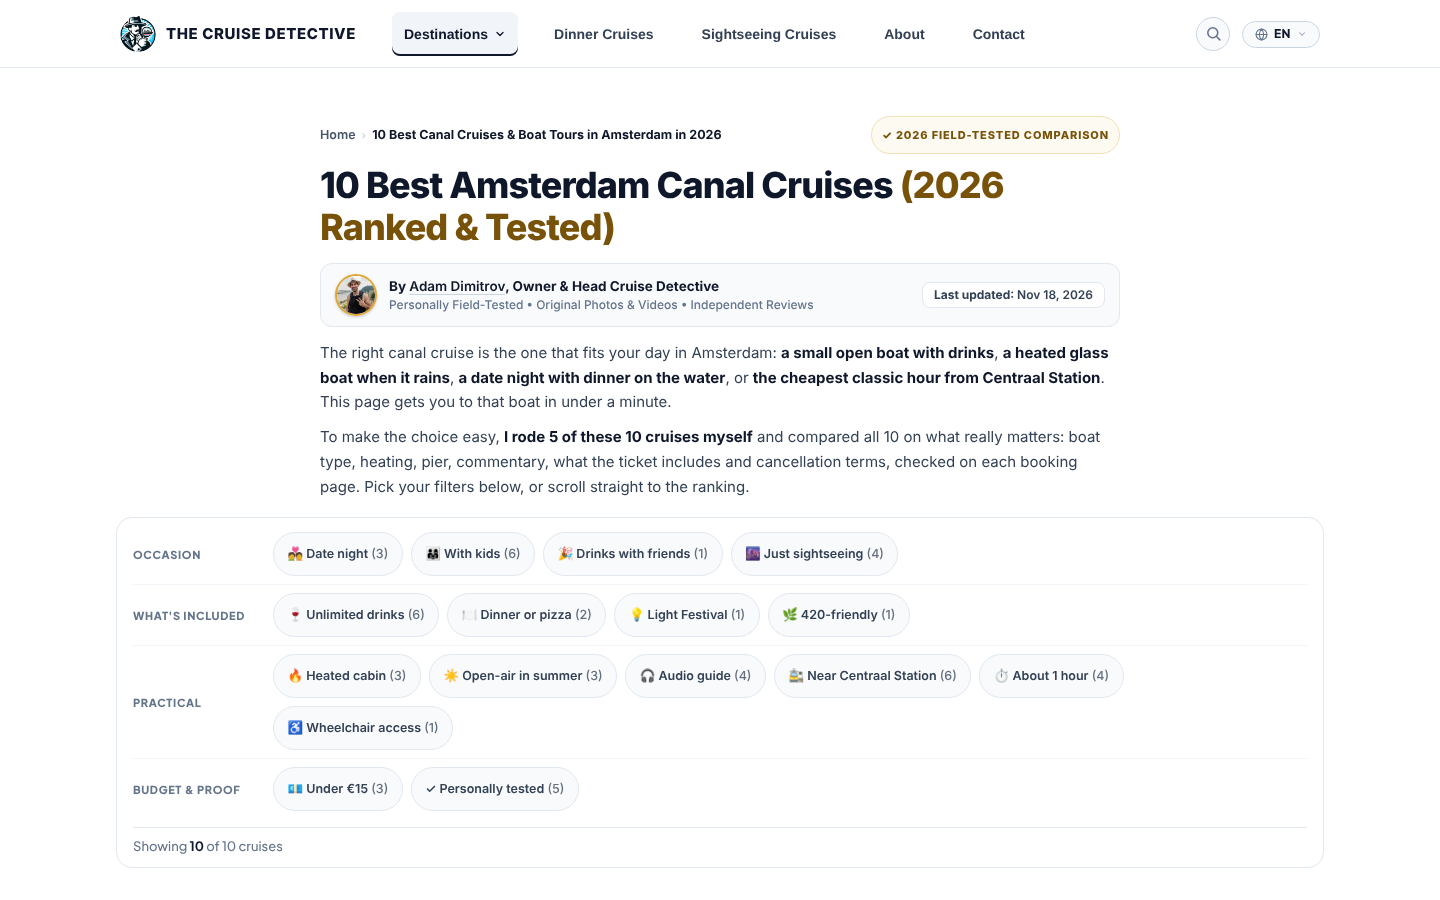 THE CRUISE DETECTIVE
Destinations
Dinner Cruises
Sightseeing Cruises
About
Contact
EN
Home › 10 Best Canal Cruises & Boat Tours in Amsterdam in 2026
✓ 2026 FIELD-TESTED COMPARISON
10 Best Amsterdam Canal Cruises (2026
Ranked & Tested)
By Adam Dimitrov, Owner & Head Cruise Detective
Personally Field-Tested • Original Photos & Videos • Independent Reviews
Last updated: Nov 18, 2026
The right canal cruise is the one that fits your day in Amsterdam: a small open boat with drinks, a heated glass
boat when it rains, a date night with dinner on the water, or the cheapest classic hour from Centraal Station.
This page gets you to that boat in under a minute.
To make the choice easy, I rode 5 of these 10 cruises myself and compared all 10 on what really matters: boat
type, heating, pier, commentary, what the ticket includes and cancellation terms, checked on each booking
page. Pick your filters below, or scroll straight to the ranking.
OCCASION
Date night (3)
With kids (6)
Drinks with friends (1)
Just sightseeing (4)
WHAT'S INCLUDED
Unlimited drinks (6)
Dinner or pizza (2)
Light Festival (1)
420-friendly (1)
PRACTICAL
Heated cabin (3)
Open-air in summer (3)
Audio guide (4)
Near Centraal Station (6)
About 1 hour (4)
Wheelchair access (1)
BUDGET & PROOF
Under €15 (3)
✓ Personally tested (5)
Showing 10 of 10 cruises